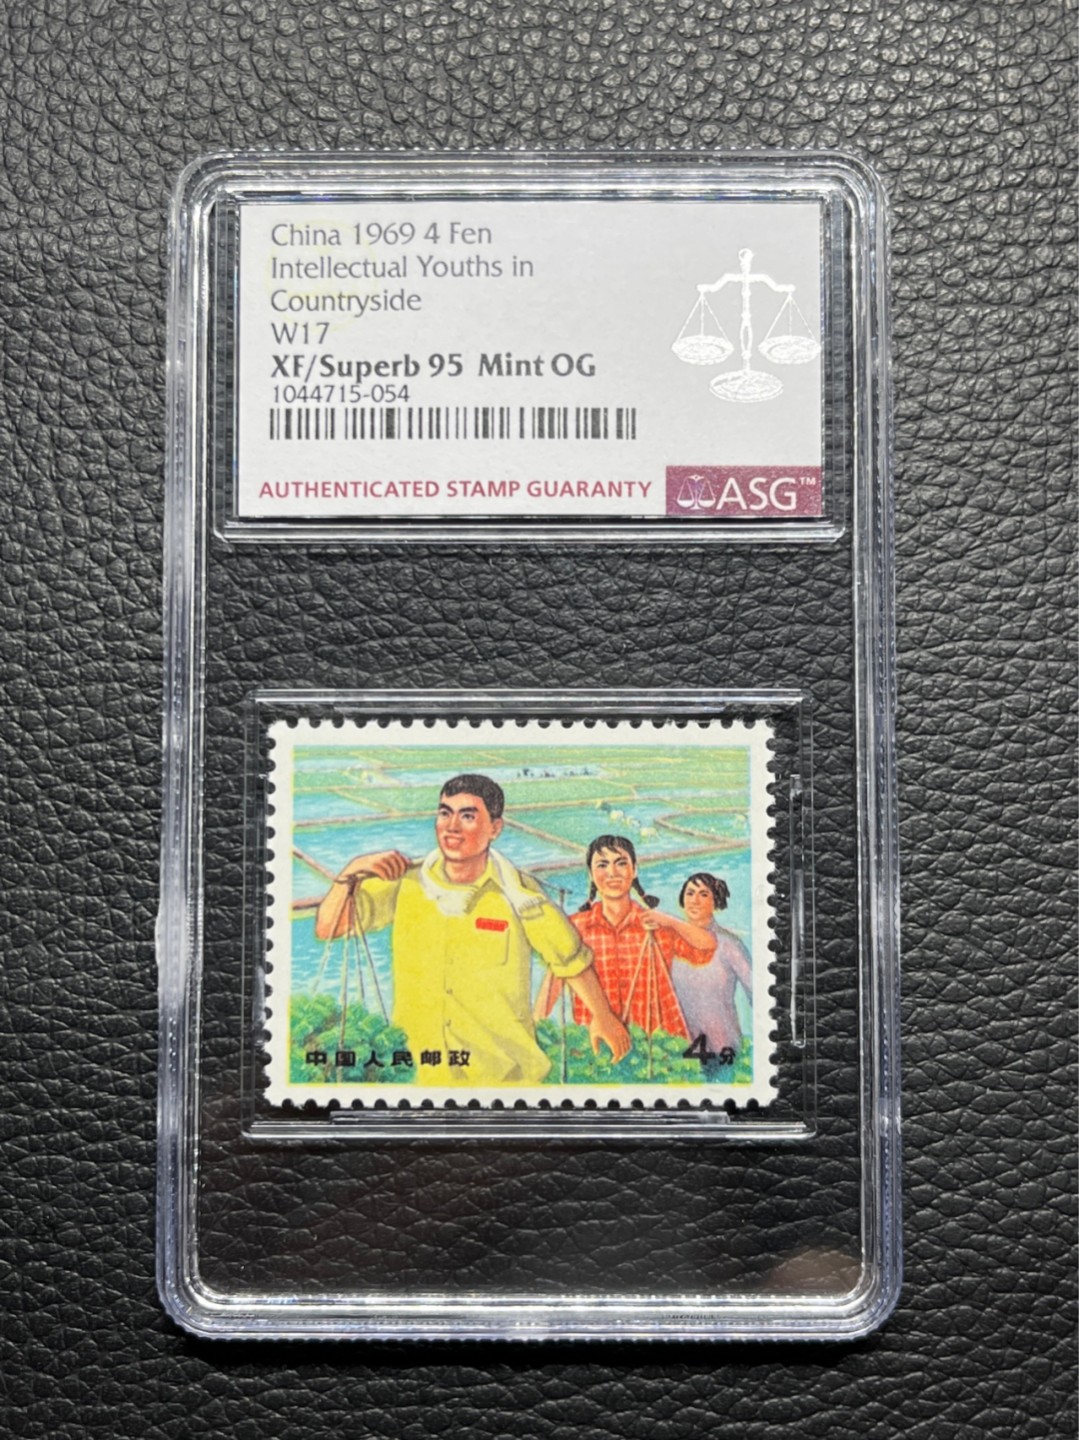 China 1969 4 Fen
Intellectual Youths in
Countryside
W17
XF/Superb 95 Mint OG
1044715-054
AUTHENTICATED STAMP GUARANTY
ASG™
中国人民邮政
4分